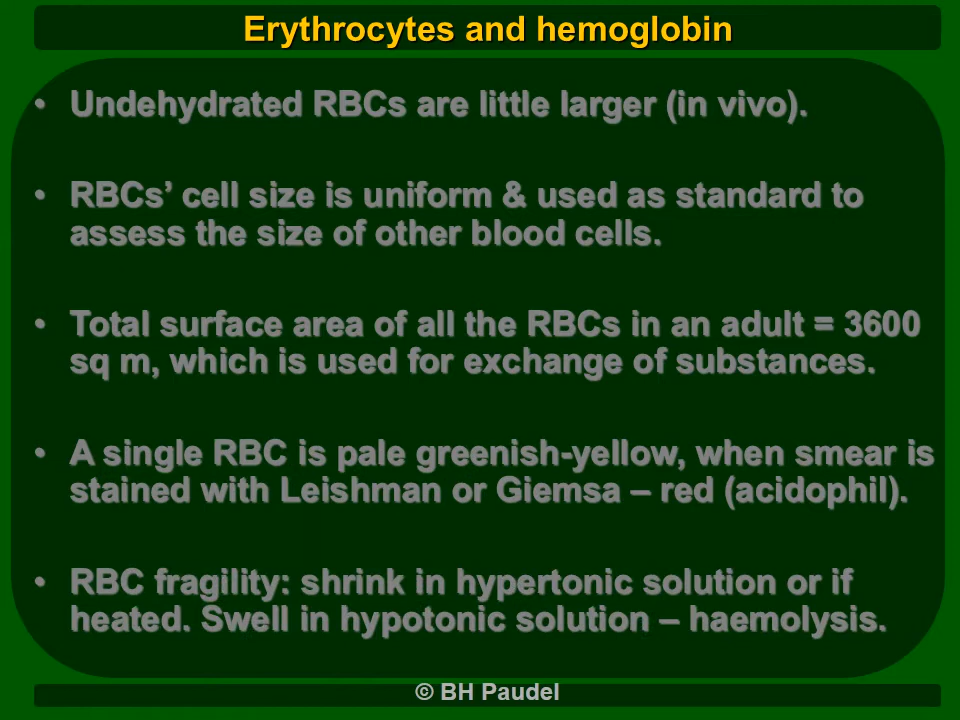 Erythrocytes and hemoglobin
• Undehydrated RBCs are little larger (in vivo).
• RBCs’ cell size is uniform & used as standard to
assess the size of other blood cells.
• Total surface area of all the RBCs in an adult = 3600
sq m, which is used for exchange of substances.
• A single RBC is pale greenish-yellow, when smear is
stained with Leishman or Giemsa – red (acidophil).
• RBC fragility: shrink in hypertonic solution or if
heated. Swell in hypotonic solution – haemolysis.
© BH Paudel